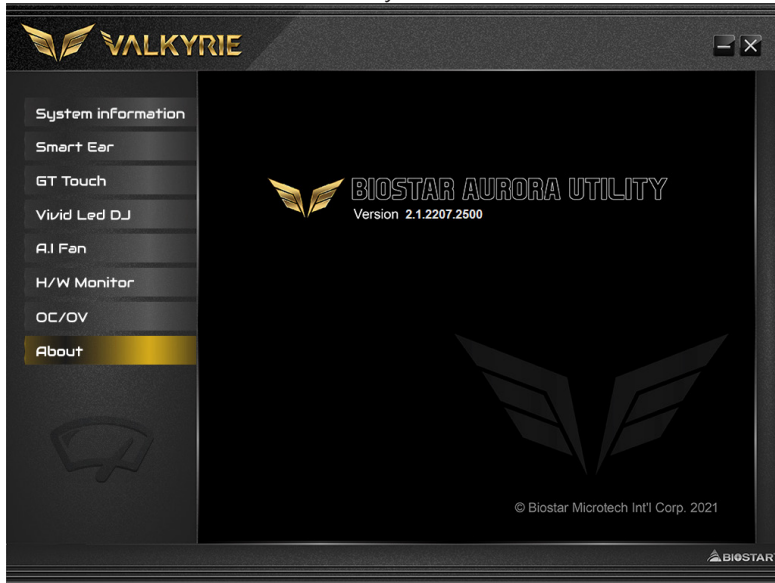 VALKYRIE
System information
Smart Ear
GT Touch
Vivid Led DJ
A.I Fan
H/W Monitor
OC/OV
About
BIOSTAR AURORA UTILITY
Version 2.1.2207.2500
© Biostar Microtech Int'l Corp. 2021
BIOSTAR